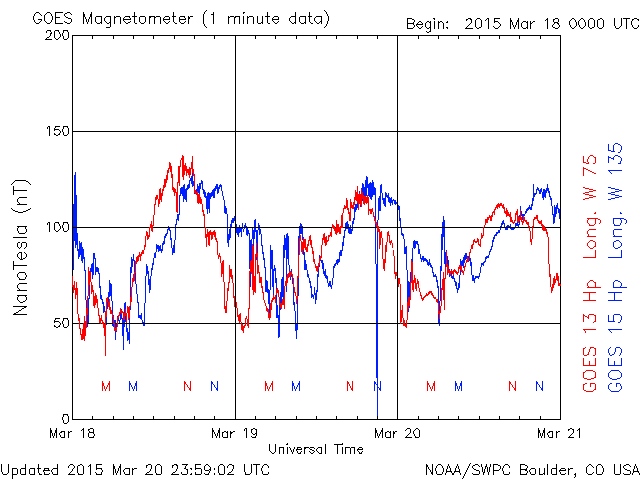 GOES Magnetometer (1 minute data)
Begin: 2015 Mar 18 0000 UTC
200
150
100
50
0
NanoTesla (nT)
M M N N M M N N M M N N
Mar 18 Mar 19 Mar 20 Mar 21
Universal Time
GOES 13 Hp Long. W 75
GOES 15 Hp Long. W 135
Updated 2015 Mar 20 23:59:02 UTC
NOAA/SWPC Boulder, CO USA